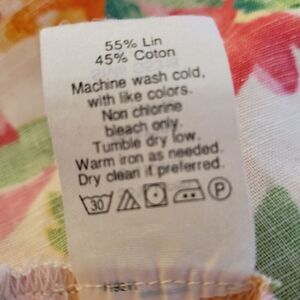 55% Lin
45% Coton
Machine wash cold,
with like colors.
Non chlorine
bleach only.
Tumble dry low.
Warm iron as needed.
Dry clean if preferred.
30 P